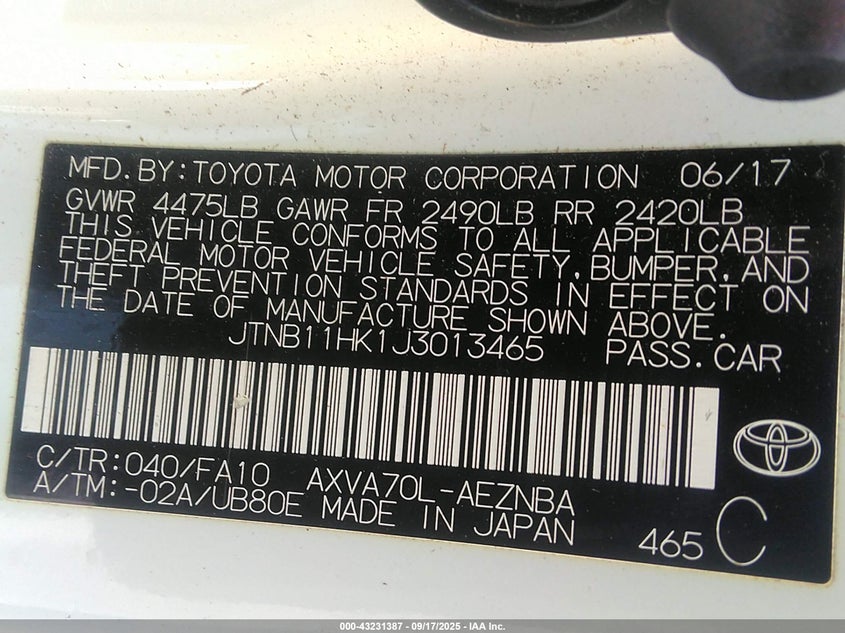 MFD.BY:TOYOTA MOTOR CORPORATION 06/17
GVWR 4475LB GAWR FR 2490LB RR 2420LB
THIS VEHICLE CONFORMS TO ALL APPLICABLE
FEDERAL MOTOR VEHICLE SAFETY,BUMPER,AND
THEFT PREVENTION STANDARDS IN EFFECT ON
THE DATE OF MANUFACTURE SHOWN ABOVE.
JTNB11HK1J3013465 PASS.CAR
C/TR:040/FA10 AXVA70L-AEZNBA
A/TM:-02A/UB80E MADE IN JAPAN
465 C
000-43231387 - 09/17/2025 - IAA Inc.